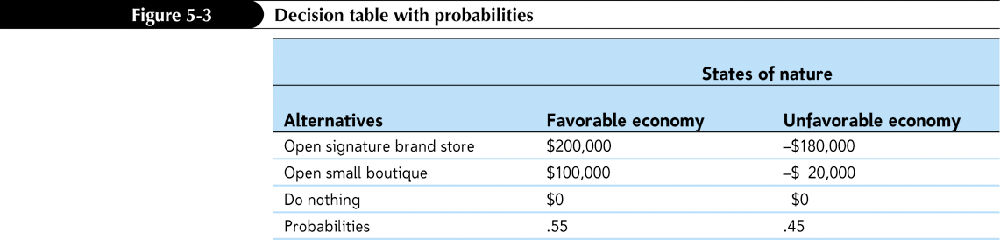 Figure 5-3 Decision table with probabilities
States of nature
Alternatives Favorable economy Unfavorable economy
Open signature brand store $200,000 –$180,000
Open small boutique $100,000 –$ 20,000
Do nothing $0 $0
Probabilities .55 .45